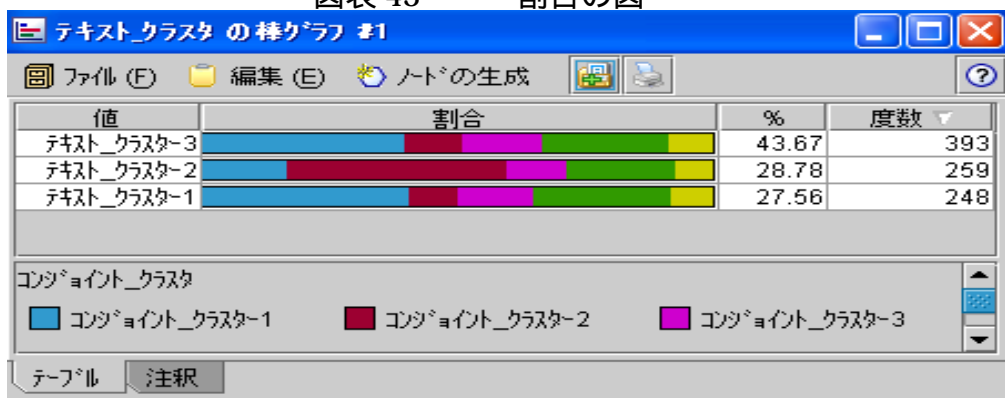 図表 45 割合の図
テキスト_クラスタ の 棒グラフ #1
ファイル (F) 編集 (E) ノードの生成
値 割合 % 度数
テキスト_クラスター3 43.67 393
テキスト_クラスター2 28.78 259
テキスト_クラスター1 27.56 248
コンジョイント_クラスタ
コンジョイント_クラスター1 コンジョイント_クラスター2 コンジョイント_クラスター3
テーブル 注釈